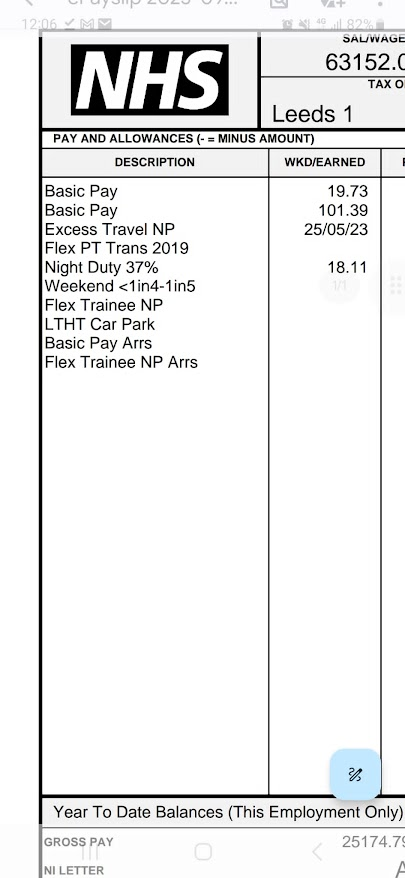 12:06
82%
SAL/WAGE
63152.0
TAX O
NHS
Leeds 1
PAY AND ALLOWANCES (- = MINUS AMOUNT)
DESCRIPTION WKD/EARNED
Basic Pay 19.73
Basic Pay 101.39
Excess Travel NP 25/05/23
Flex PT Trans 2019
Night Duty 37% 18.11
Weekend <1in4-1in5
1/1
Flex Trainee NP
LTHT Car Park
Basic Pay Arrs
Flex Trainee NP Arrs
Year To Date Balances (This Employment Only)
GROSS PAY 25174.79
NI LETTER A